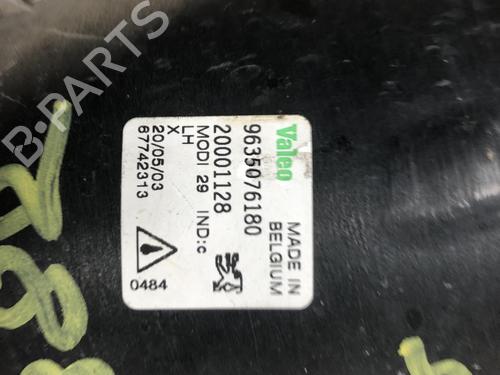 Valeo
MADE IN
BELGIUM
9635076180
20001128
MODI 29 IND:c
LH
X
20/05/03
67742313
0484
B-PARTS